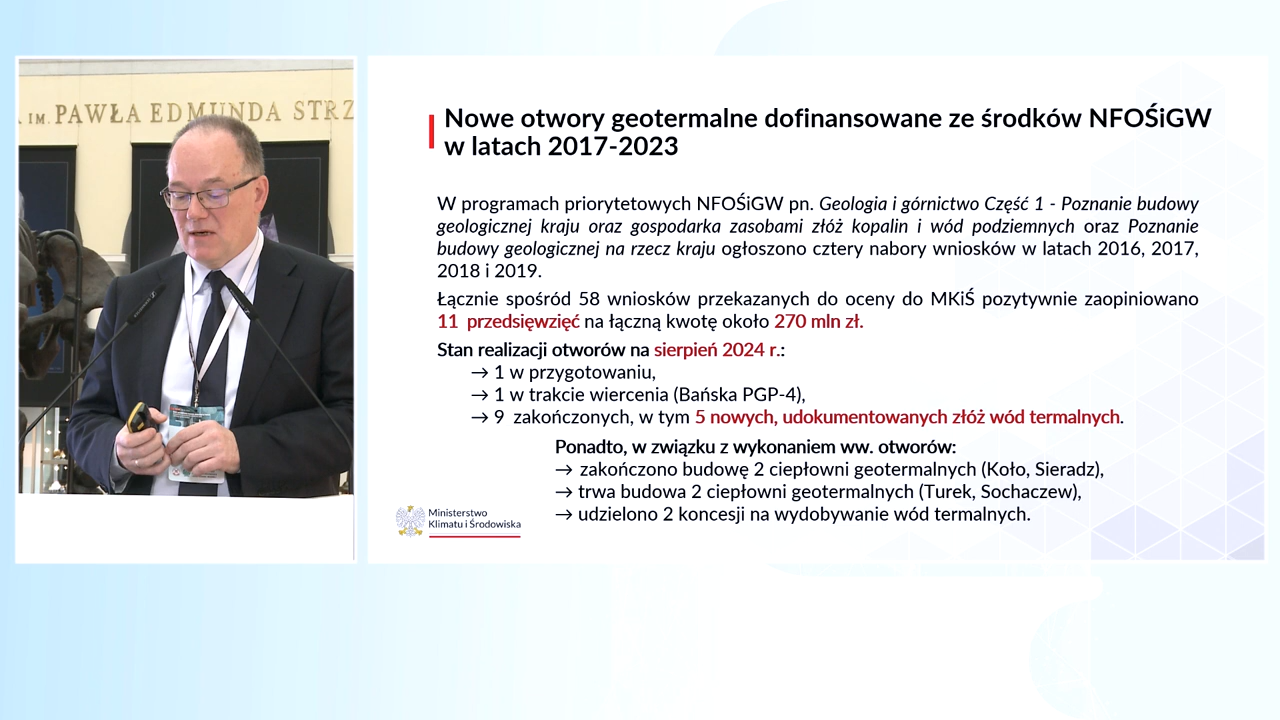 IM. PAWŁA EDMUNDA STRZ
Nowe otwory geotermalne dofinansowane ze środków NFOŚiGW
w latach 2017-2023
W programach priorytetowych NFOŚiGW pn. Geologia i górnictwo Część 1 - Poznanie budowy
geologicznej kraju oraz gospodarka zasobami złóż kopalin i wód podziemnych oraz Poznanie
budowy geologicznej na rzecz kraju ogłoszono cztery nabory wniosków w latach 2016, 2017,
2018 i 2019.
Łącznie spośród 58 wniosków przekazanych do oceny do MKiŚ pozytywnie zaopiniowano
11 przedsięwzięć na łączną kwotę około 270 mln zł.
Stan realizacji otworów na sierpień 2024 r.:
→ 1 w przygotowaniu,
→ 1 w trakcie wiercenia (Bańska PGP-4),
→ 9 zakończonych, w tym 5 nowych, udokumentowanych złóż wód termalnych.
Ponadto, w związku z wykonaniem ww. otworów:
→ zakończono budowę 2 ciepłowni geotermalnych (Koło, Sieradz),
→ trwa budowa 2 ciepłowni geotermalnych (Turek, Sochaczew),
→ udzielono 2 koncesji na wydobywanie wód termalnych.
Ministerstwo
Klimatu i Środowiska